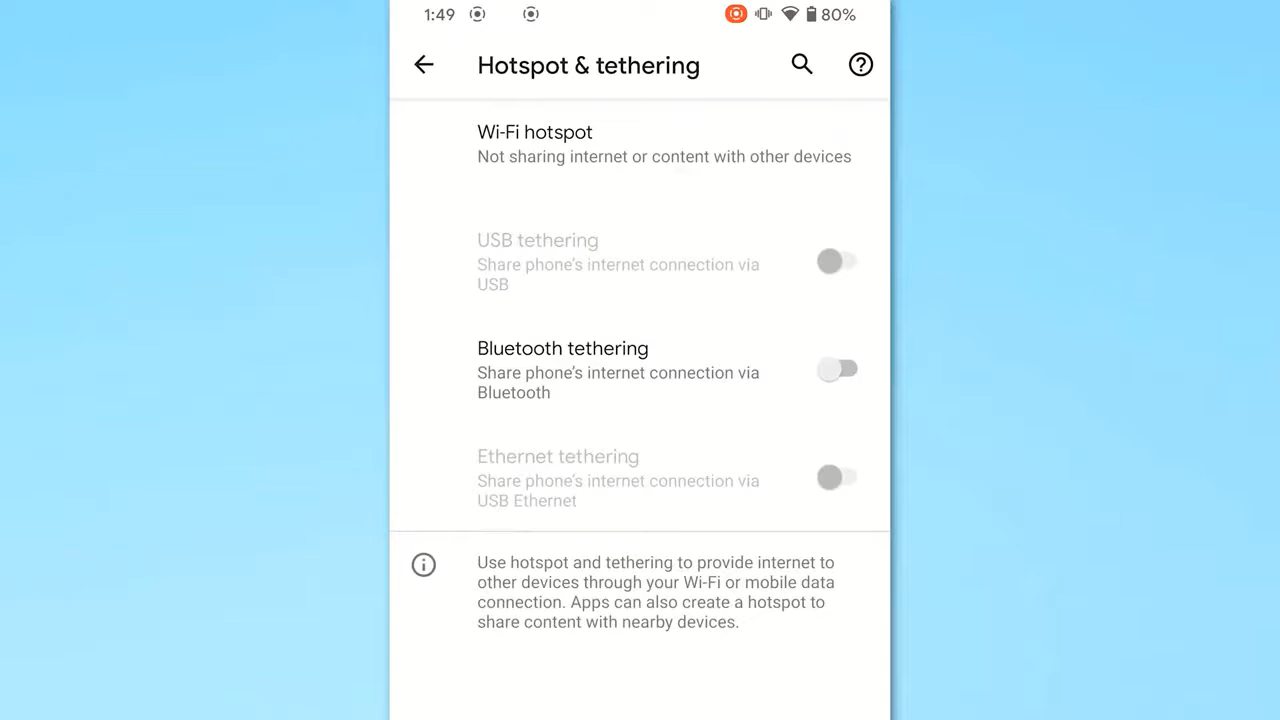 1:49
80%
Hotspot & tethering
Wi-Fi hotspot
Not sharing internet or content with other devices
USB tethering
Share phone's internet connection via
USB
Bluetooth tethering
Share phone's internet connection via
Bluetooth
Ethernet tethering
Share phone's internet connection via
USB Ethernet
Use hotspot and tethering to provide internet to
other devices through your Wi-Fi or mobile data
connection. Apps can also create a hotspot to
share content with nearby devices.